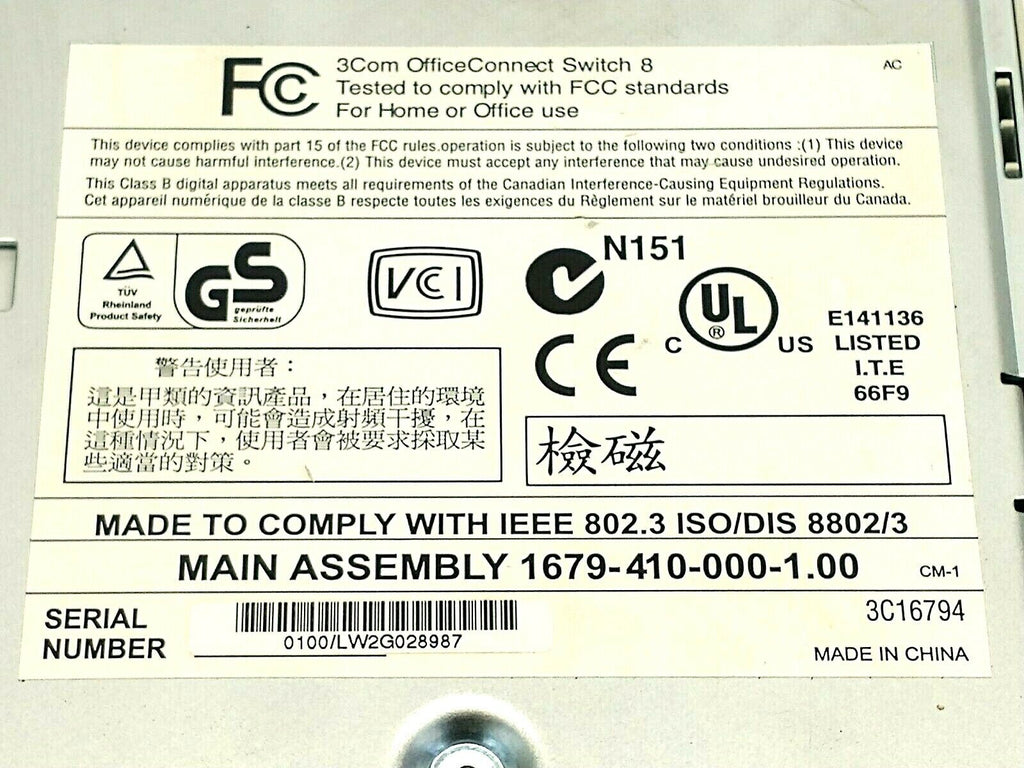 FCC
3Com OfficeConnect Switch 8
AC
Tested to comply with FCC standards
For Home or Office use
This device complies with part 15 of the FCC rules.operation is subject to the following two conditions :(1) This device
may not cause harmful interference.(2) This device must accept any interference that may cause undesired operation.
This Class B digital apparatus meets all requirements of the Canadian Interference-Causing Equipment Regulations.
Cet appareil numérique de la classe B respecte toutes les exigences du Règlement sur le matériel brouilleur du Canada.
TÜV
Rheinland
Product Safety
GS
geprüfte
Sicherheit
VCI
N151
C UL US
®
E141136
LISTED
I.T.E
66F9
CE
警告使用者：
這是甲類的資訊產品，在居住的環境
中使用時，可能會造成射頻干擾，在
這種情況下，使用者會被要求採取某
些適當的對策。
檢磁
MADE TO COMPLY WITH IEEE 802.3 ISO/DIS 8802/3
MAIN ASSEMBLY 1679-410-000-1.00
CM-1
SERIAL
NUMBER
0100/LW2G028987
3C16794
MADE IN CHINA